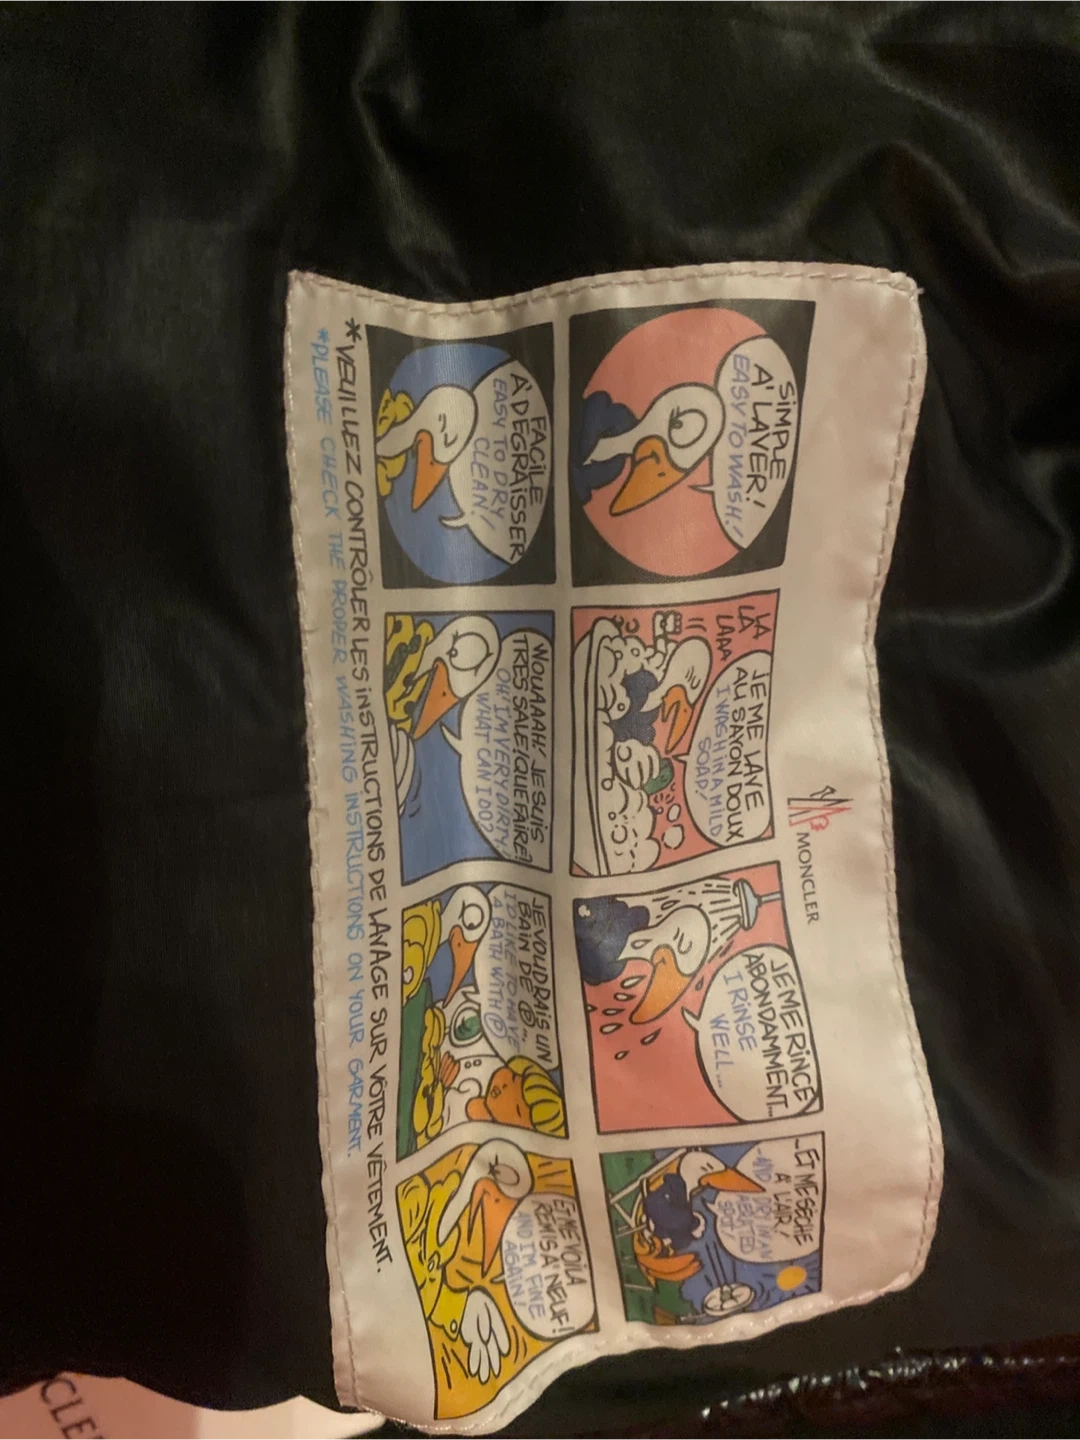 MONCLER
SIMPLE
A' LAVER!
EASY TO WASH!
LA
LA
LAAA
JE ME LAVE
AU SAVON DOUX
I WASH IN A MILD
SOAP!
JE ME RINCE
ABONDAMMENT...
I RINSE
WELL...
...ET ME SÈCHE
A' L'AIR!
...AND DRY IN AN
AERATED
SPOT!
FACILE
A' DEGRAISSER
EASY TO DRY
CLEAN!
WOUAAAH! JE SUIS
TRES SALE! QUE FAIRE?
OH! I'M VERY DIRTY,
WHAT CAN I DO?
JE VOUDRAIS UN
BAIN DE Ⓟ...
I'D LIKE TO HAVE
A BATH WITH Ⓟ
ET ME VOILA
REMIS A' NEUF!
AND I'M FINE
AGAIN!
*VEUILLEZ CONTRÔLER LES INSTRUCTIONS DE LAVAGE SUR VÔTRE VÊTEMENT.
*PLEASE CHECK THE PROPER WASHING INSTRUCTIONS ON YOUR GARMENT.